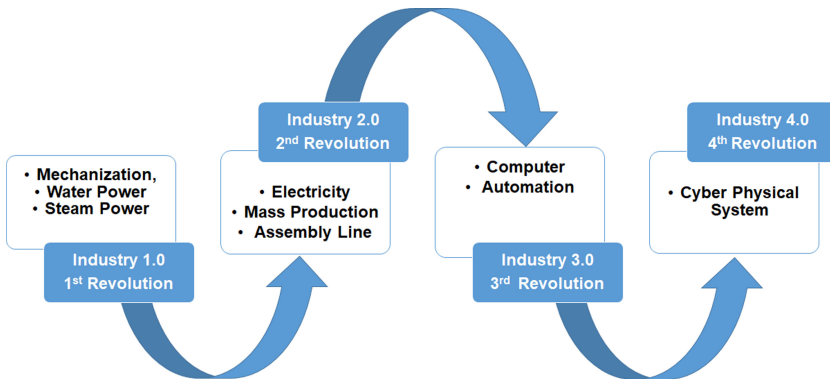 • Mechanization,
• Water Power
• Steam Power
Industry 1.0
1st Revolution
Industry 2.0
2nd Revolution
• Electricity
• Mass Production
• Assembly Line
• Computer
• Automation
Industry 3.0
3rd Revolution
Industry 4.0
4th Revolution
• Cyber Physical
System